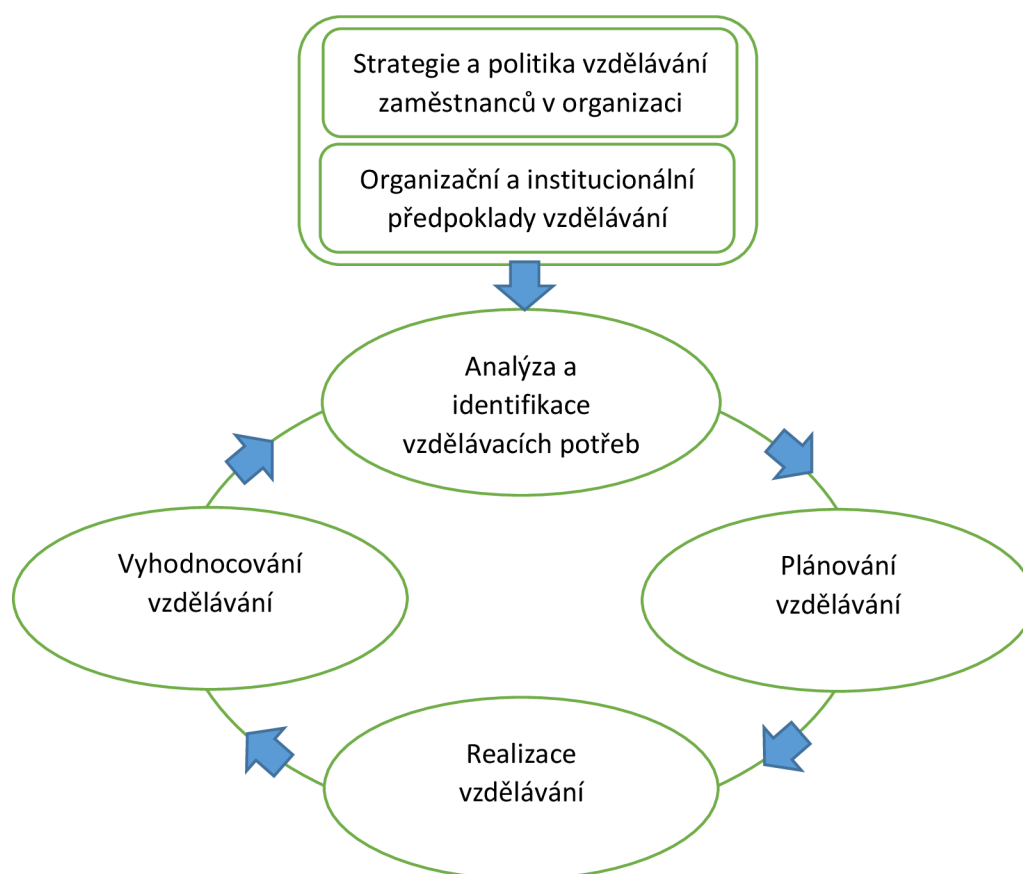 Strategie a politika vzdělávání
zaměstnanců v organizaci
Organizační a institucionální
předpoklady vzdělávání
Analýza a
identifikace
vzdělávacích potřeb
Vyhodnocování
vzdělávání
Plánování
vzdělávání
Realizace
vzdělávání